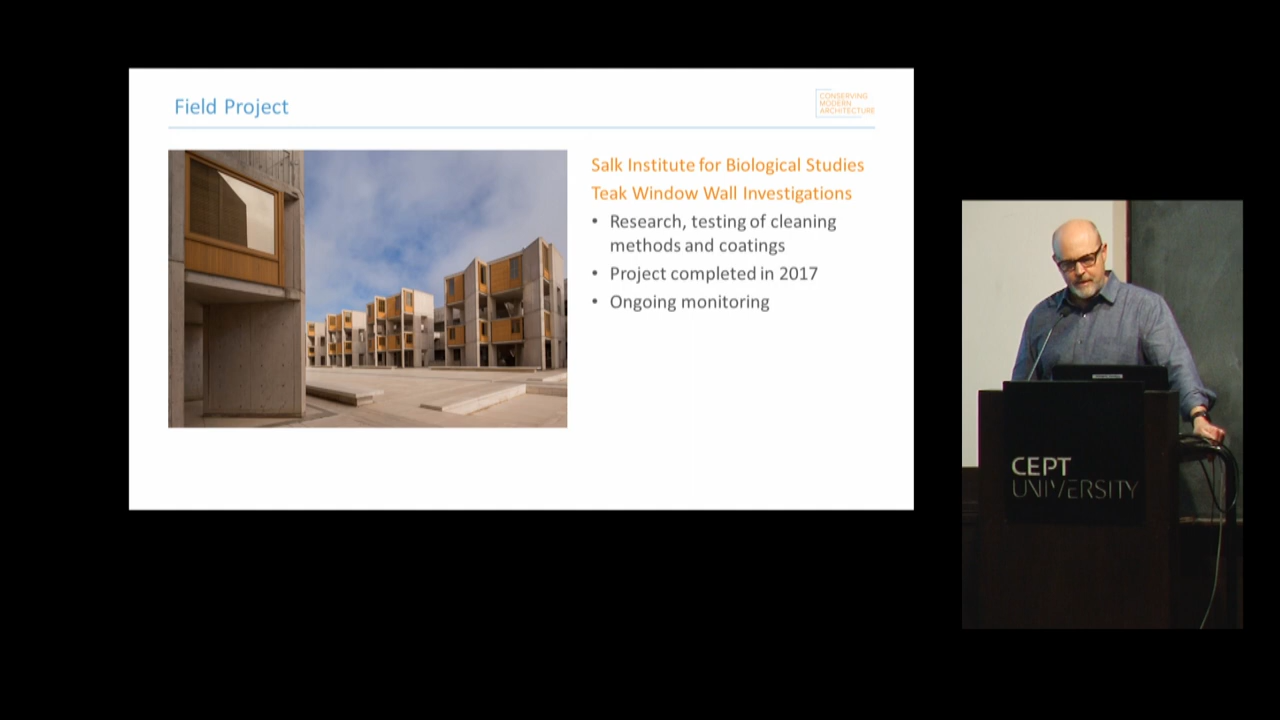 Field Project
CONSERVING
MODERN
ARCHITECTURE
Salk Institute for Biological Studies
Teak Window Wall Investigations
• Research, testing of cleaning
methods and coatings
• Project completed in 2017
• Ongoing monitoring
CEPT
UNIVERSITY